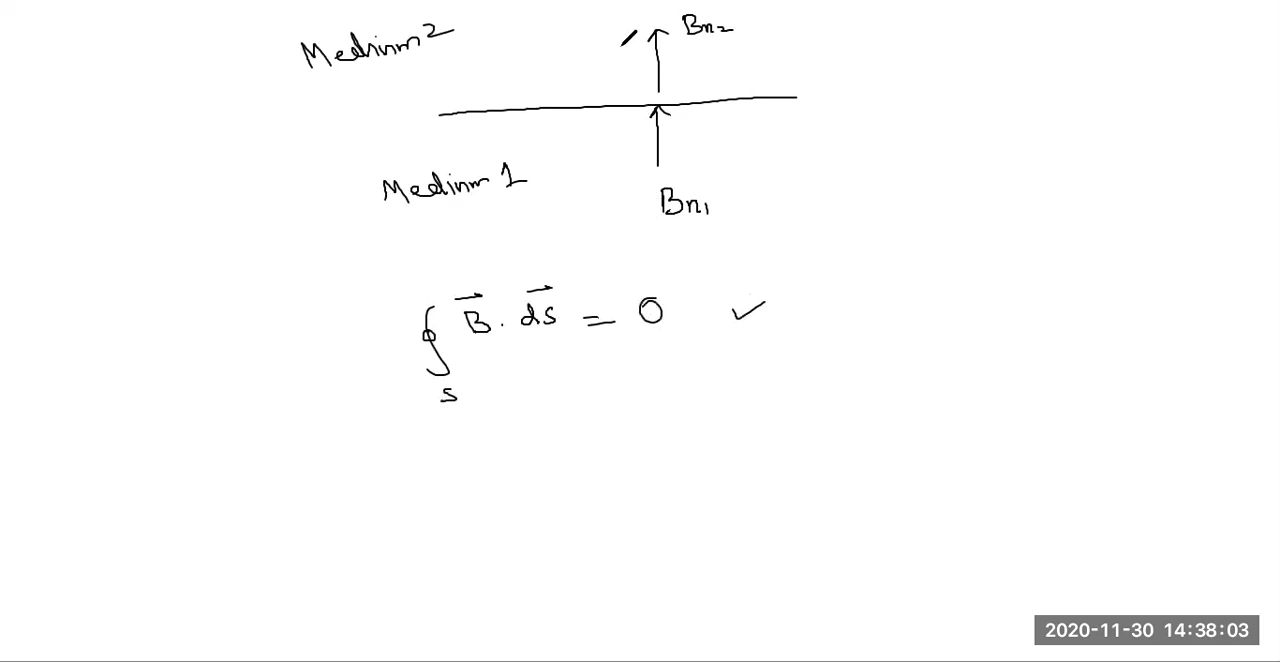 Medium 2
Bn2
Medium 1
Bn1
∮ B⃗ . ds⃗ = 0 ✓
s
2020-11-30 14:38:03